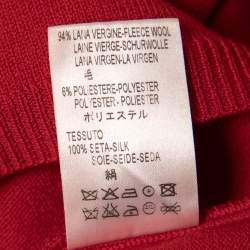 94% LANA VERGINE-FLEECE WOOL
LAINE VIERGE-SCHURWOLLE
LANA VIRGEN-LA VIRGEN
毛
6% POLIESTERE-POLYESTER
POLYESTER-POLYESTER
ポリエステル
TESSUTO
100% SETA-SILK
SOIE-SEIDE-SEDA
絹